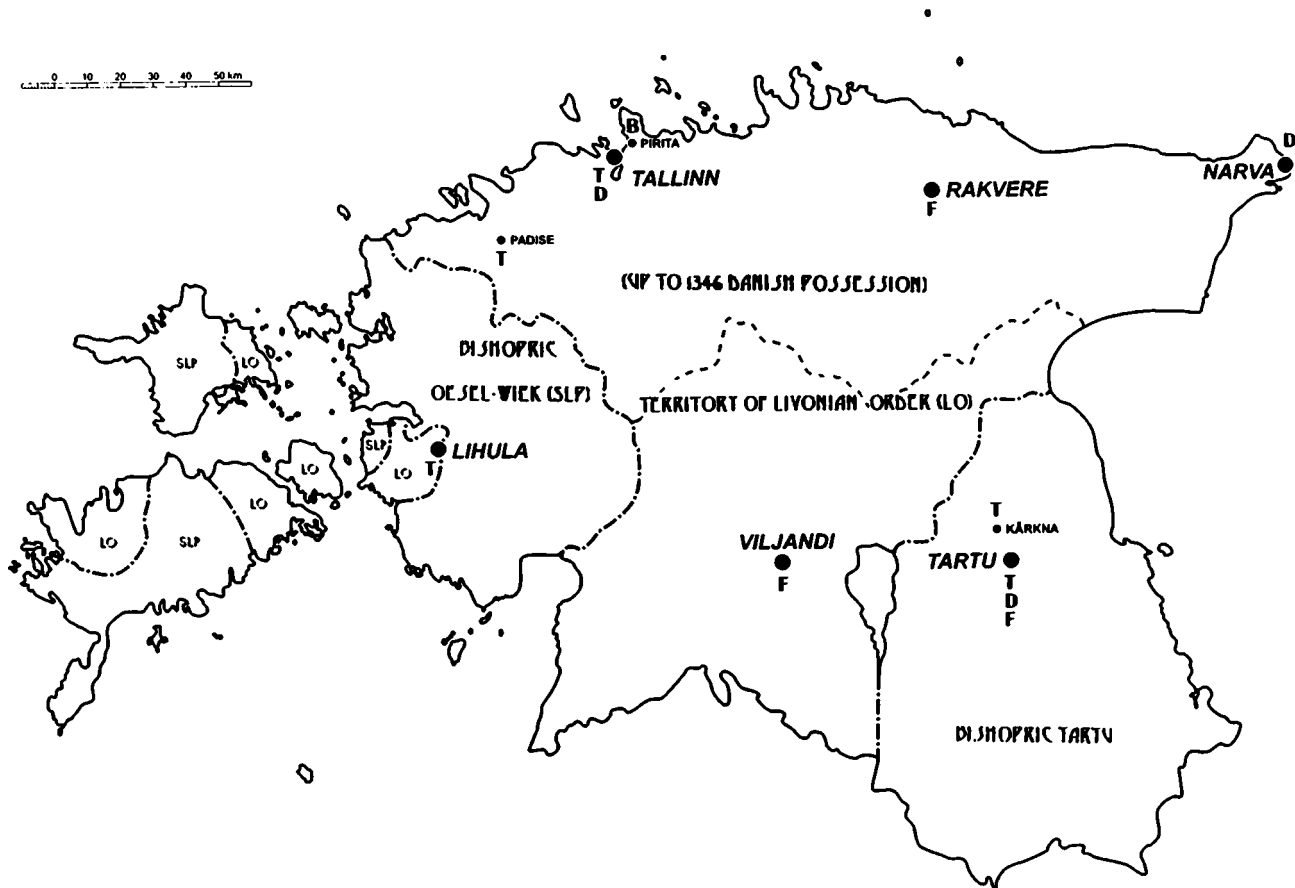 0 10 20 30 40 50 km
B
PIRITA
D
T
D
TALLINN
NARVA
RAKVERE
F
PADISE
T
(UP TO 1346 DANISH POSSESSION)
BISHOPRIC
OESEL-WIEK (SLP)
SLP
LO
TERRITORY OF LIVONIAN ORDER (LO)
SLP
LO
T
LIHULA
LO
LO
LO
SLP
T
KÄRKNA
VILJANDI
F
TARTU
T
D
F
BISHOPRIC TARTU